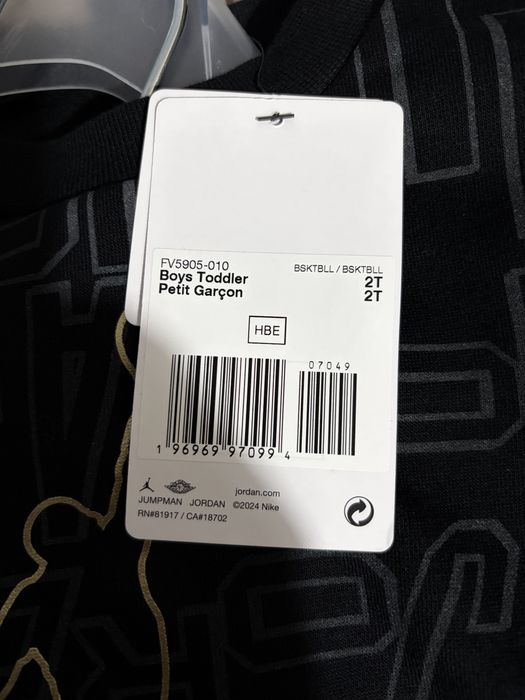 FV5905-010
Boys Toddler
Petit Garçon
BSKTBLL / BSKTBLL
2T
2T
HBE
07049
1 96969 97099 4
JUMPMAN JORDAN
jordan.com
©2024 Nike
RN#81917 / CA#18702